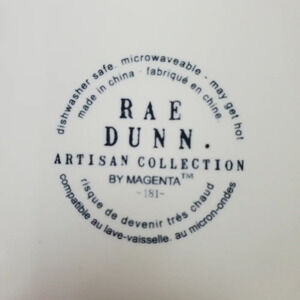 dishwasher safe. microwaveable - may get hot
made in china · fabriqué en chine.
RAE
DUNN.
ARTISAN COLLECTION
BY MAGENTA™
~181~
risque de devenir très chaud
compatible au lave-vaisselle. au micron-ondes